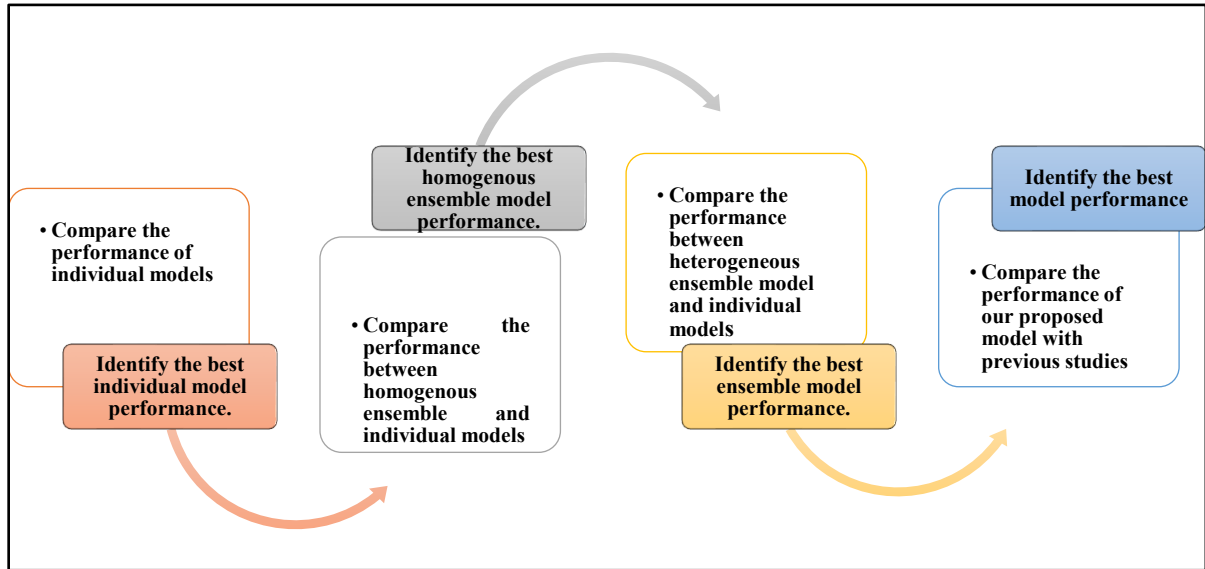 • Compare the
performance of
individual models
Identify the best
individual model
performance.
Identify the best
homogenous
ensemble model
performance.
• Compare the
performance
between
homogenous
ensemble and
individual models
• Compare the
performance
between
heterogeneous
ensemble model
and individual
models
Identify the best
ensemble model
performance.
Identify the best
model performance
• Compare the
performance of
our proposed
model with
previous studies